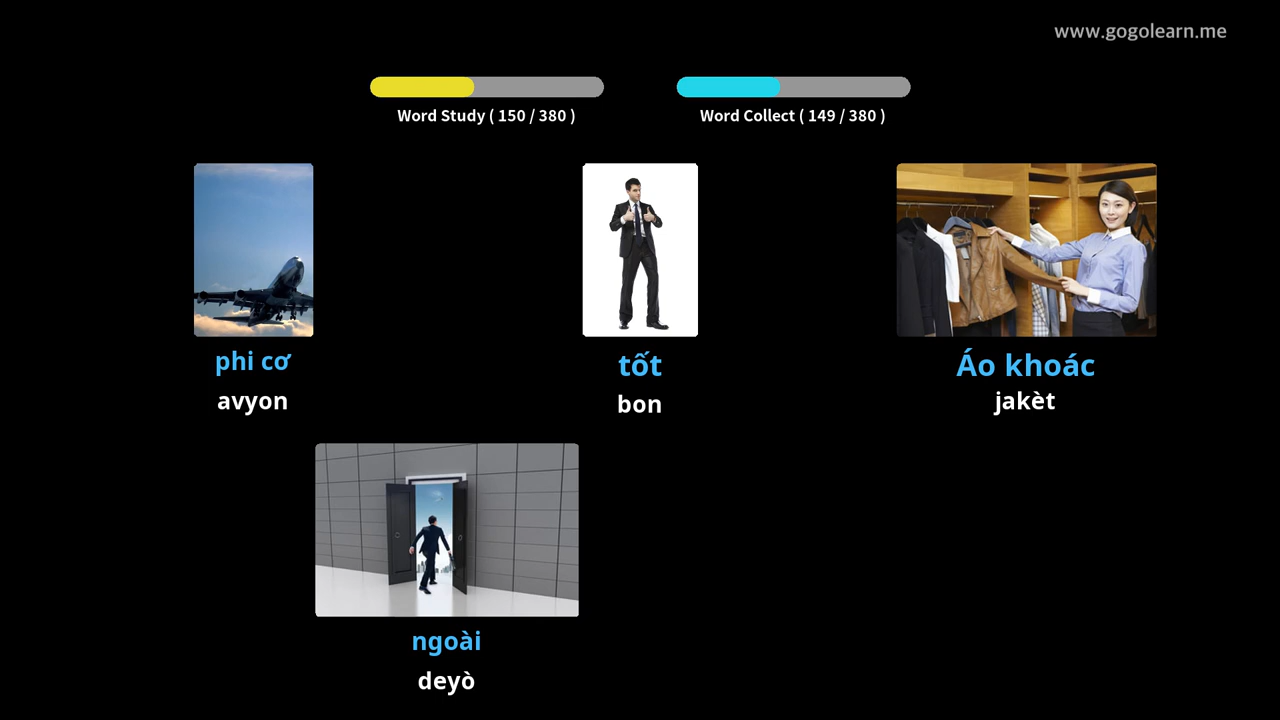 www.gogolearn.me
Word Study ( 150 / 380 )
Word Collect ( 149 / 380 )
phi cơ
avyon
tốt
bon
Áo khoác
jakèt
ngoài
deyò